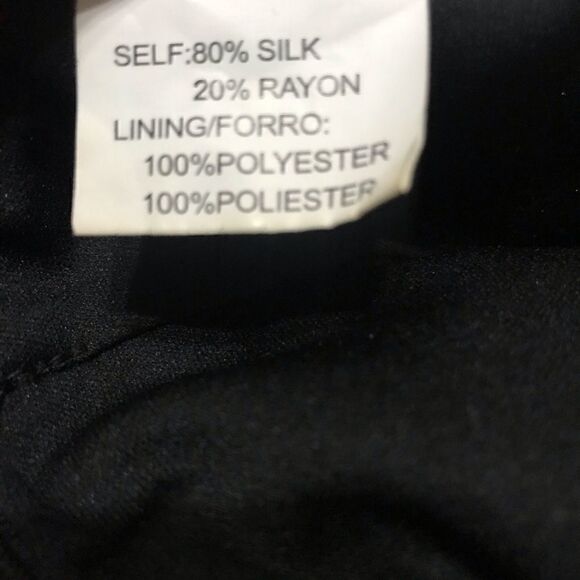 SELF:80% SILK
20% RAYON
LINING/FORRO:
100%POLYESTER
100%POLIESTER